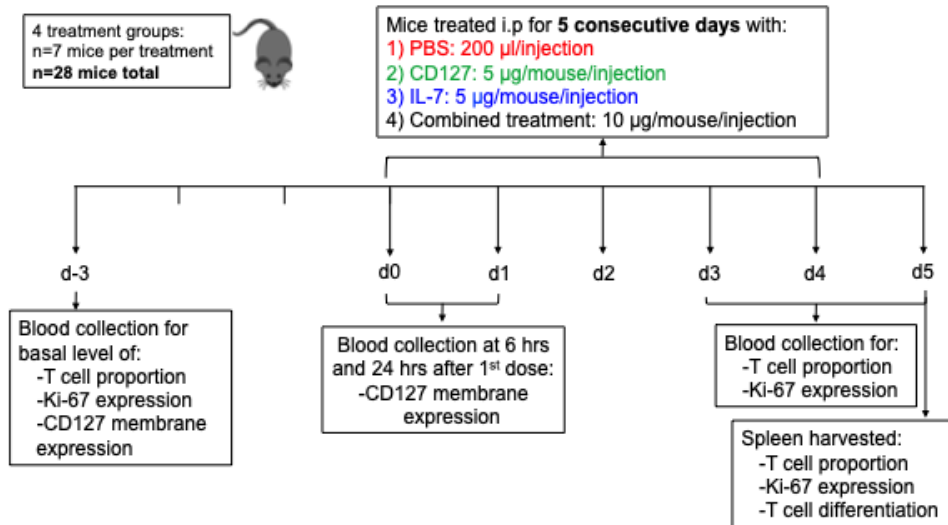 4 treatment groups:
n=7 mice per treatment
n=28 mice total
Mice treated i.p for 5 consecutive days with:
1) PBS: 200 µl/injection
2) CD127: 5 µg/mouse/injection
3) IL-7: 5 µg/mouse/injection
4) Combined treatment: 10 µg/mouse/injection
d-3
d0
d1
d2
d3
d4
d5
Blood collection for
basal level of:
-T cell proportion
-Ki-67 expression
-CD127 membrane
expression
Blood collection at 6 hrs
and 24 hrs after 1st dose:
-CD127 membrane
expression
Blood collection for:
-T cell proportion
-Ki-67 expression
Spleen harvested:
-T cell proportion
-Ki-67 expression
-T cell differentiation